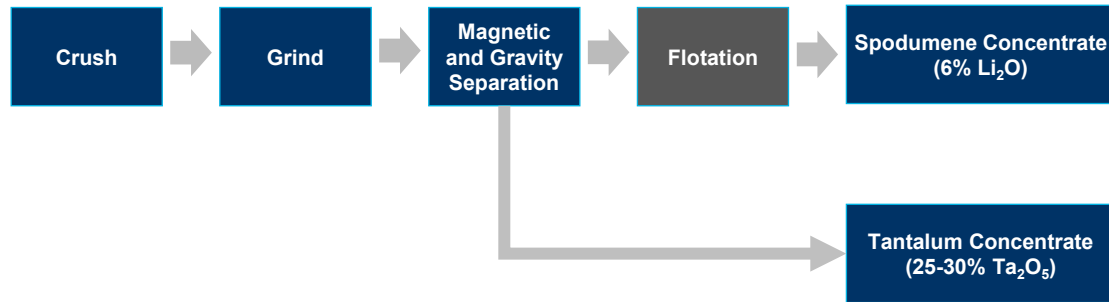 Crush
Grind
Magnetic
and Gravity
Separation
Flotation
Spodumene Concentrate
(6% Li₂O)
Tantalum Concentrate
(25-30% Ta₂O₅)